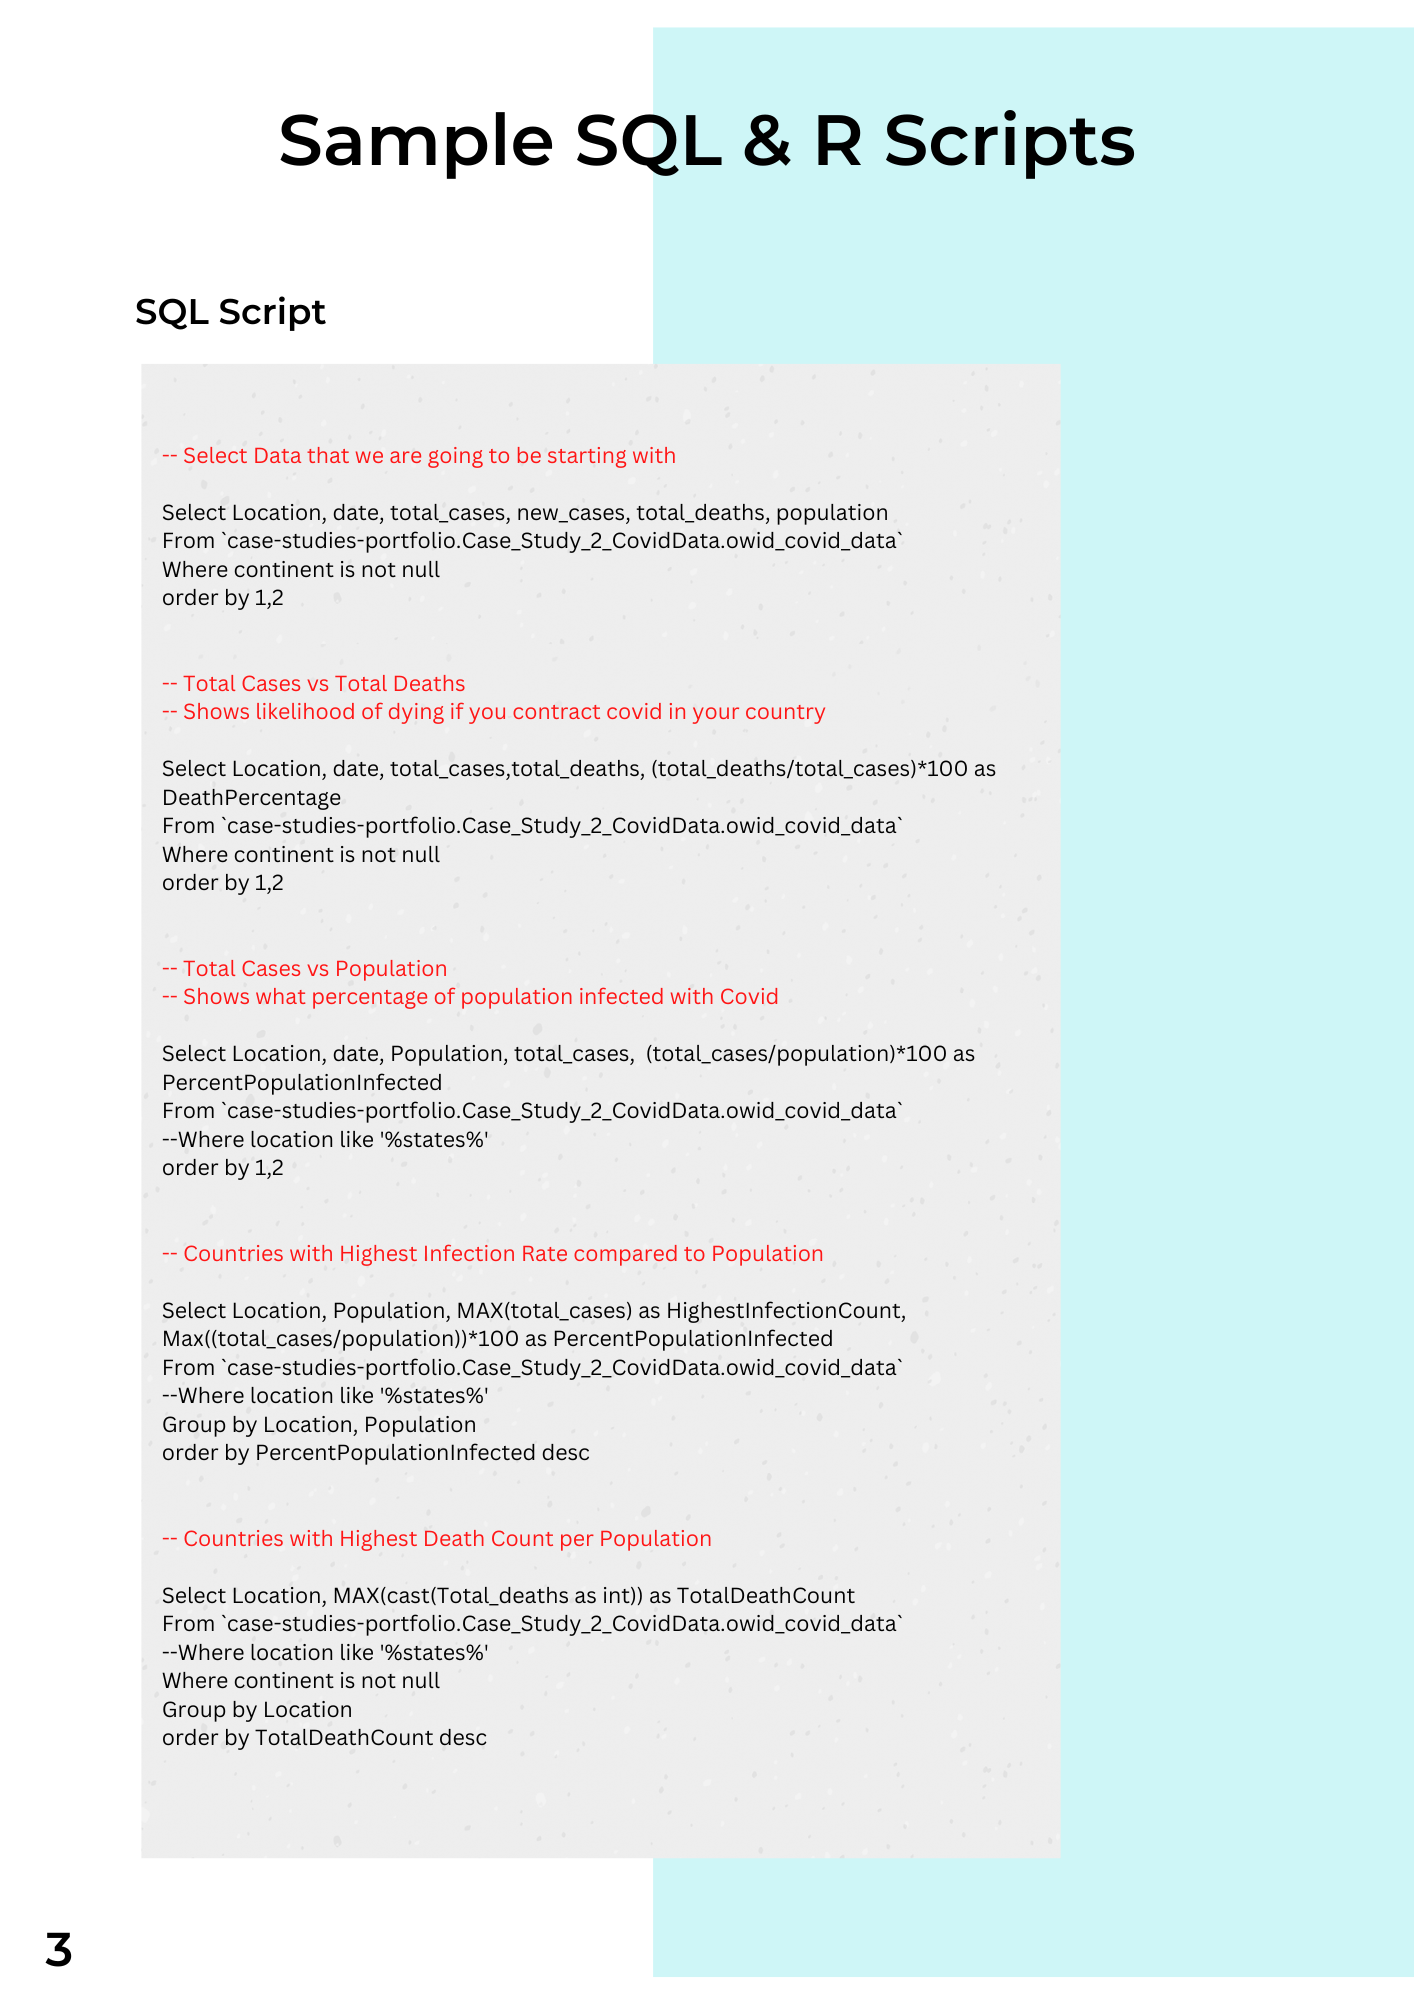 Sample SQL & R Scripts
SQL Script
-- Select Data that we are going to be starting with
Select Location, date, total_cases, new_cases, total_deaths, population
From `case-studies-portfolio.Case_Study_2_CovidData.owid_covid_data`
Where continent is not null
order by 1,2
-- Total Cases vs Total Deaths
-- Shows likelihood of dying if you contract covid in your country
Select Location, date, total_cases,total_deaths, (total_deaths/total_cases)*100 as
DeathPercentage
From `case-studies-portfolio.Case_Study_2_CovidData.owid_covid_data`
Where continent is not null
order by 1,2
-- Total Cases vs Population
-- Shows what percentage of population infected with Covid
Select Location, date, Population, total_cases,  (total_cases/population)*100 as
PercentPopulationInfected
From `case-studies-portfolio.Case_Study_2_CovidData.owid_covid_data`
--Where location like '%states%'
order by 1,2
-- Countries with Highest Infection Rate compared to Population
Select Location, Population, MAX(total_cases) as HighestInfectionCount,
Max((total_cases/population))*100 as PercentPopulationInfected
From `case-studies-portfolio.Case_Study_2_CovidData.owid_covid_data`
--Where location like '%states%'
Group by Location, Population
order by PercentPopulationInfected desc
-- Countries with Highest Death Count per Population
Select Location, MAX(cast(Total_deaths as int)) as TotalDeathCount
From `case-studies-portfolio.Case_Study_2_CovidData.owid_covid_data`
--Where location like '%states%'
Where continent is not null
Group by Location
order by TotalDeathCount desc
3